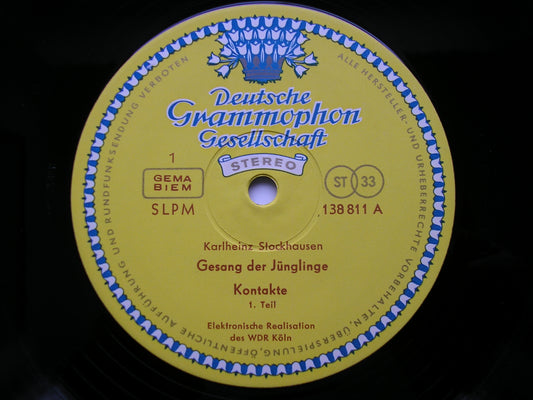 Deutsche
Grammophon
Gesellschaft
STEREO
1
GEMA
BIEM
ST 33
SLPM
138 811 A
Karlheinz Stockhausen
Gesang der Jünglinge
Kontakte
1. Teil
Elektronische Realisation
des WDR Köln
ALLE HERSTELLER- UND URHEBERRECHTE VORBEHALTEN, ÜBERSPIELUNG, ÖFFENTLICHE AUFFÜHRUNG UND RUNDFUNKSENDUNG VERBOTEN